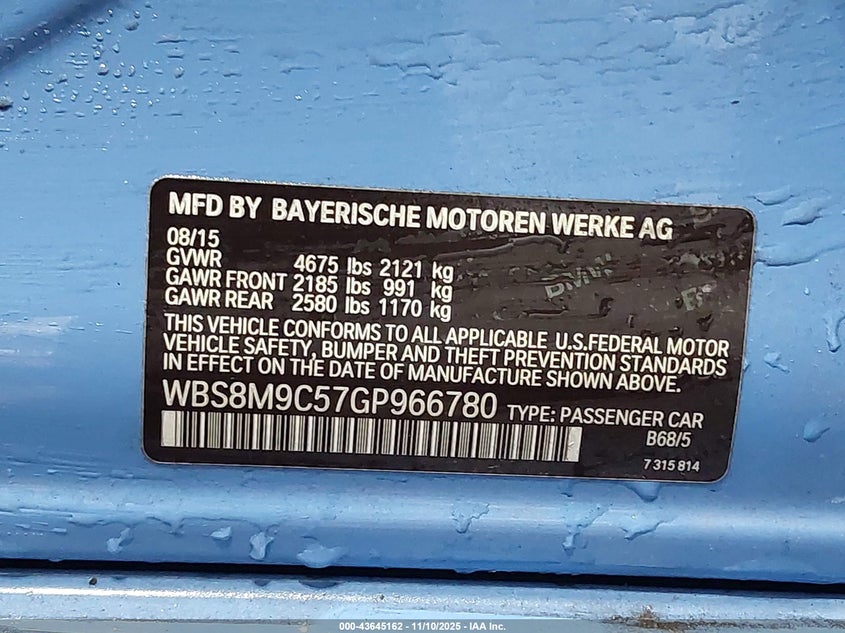 MFD BY BAYERISCHE MOTOREN WERKE AG
08/15
GVWR 4675 lbs 2121 kg
GAWR FRONT 2185 lbs 991 kg
GAWR REAR 2580 lbs 1170 kg
THIS VEHICLE CONFORMS TO ALL APPLICABLE U.S.FEDERAL MOTOR
VEHICLE SAFETY, BUMPER AND THEFT PREVENTION STANDARDS
IN EFFECT ON THE DATE OF MANUFACTURE SHOWN ABOVE.
WBS8M9C57GP966780 TYPE: PASSENGER CAR
B68/5
7 315 814
BMW
000-43645162 - 11/10/2025 - IAA Inc.